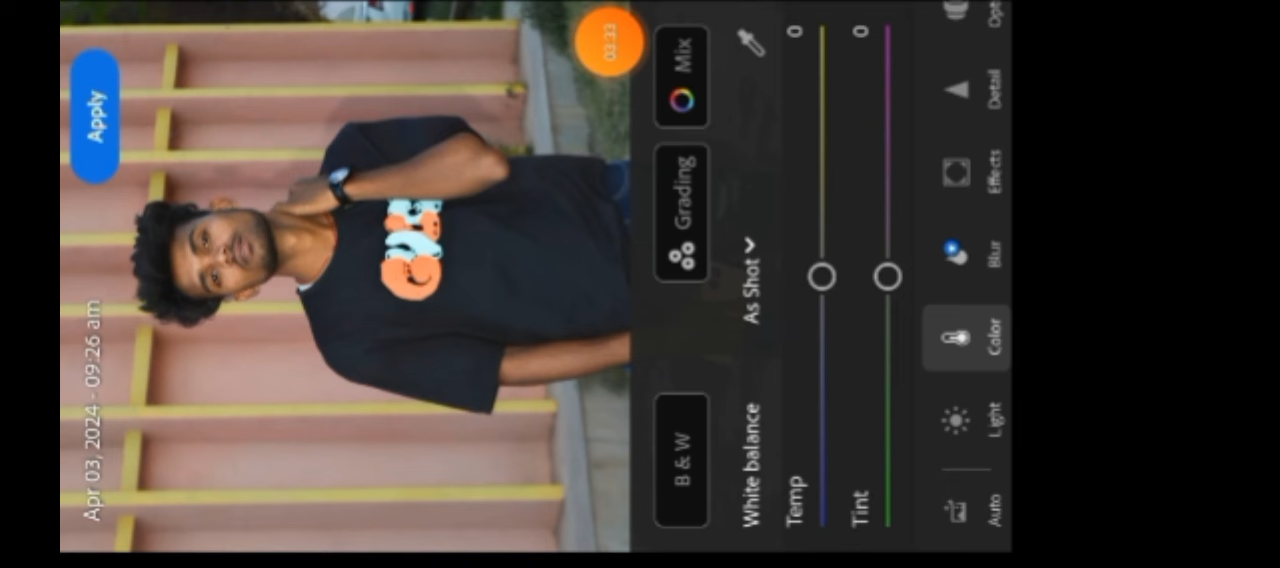 Apr 03, 2024 - 09:26 am
Apply
03:33
B & W
Grading
Mix
White balance
As Shot
Temp
0
Tint
0
Auto
Light
Color
Blur
Effects
Detail